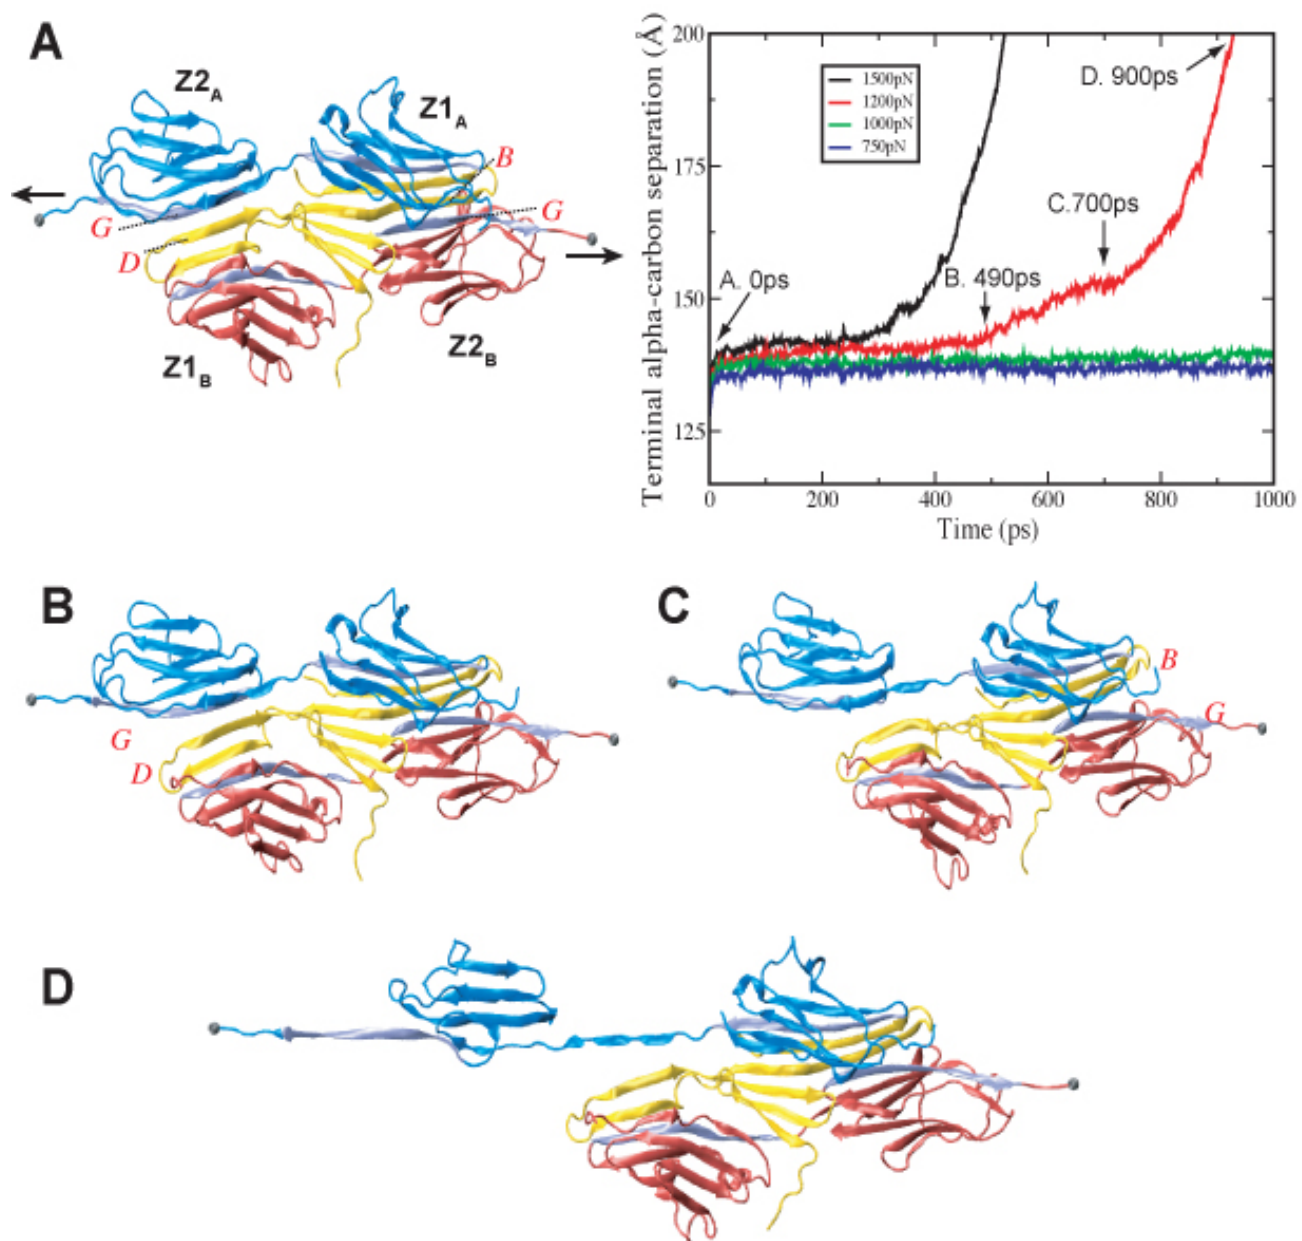 A
Z2A
Z1A
B
G
G
D
Z1B
Z2B
Terminal alpha-carbon separation (Å)
200
175
150
125
1500pN
1200pN
1000pN
750pN
D. 900ps
C.700ps
B. 490ps
A. 0ps
0 200 400 600 800 1000
Time (ps)
B
G
D
C
B
G
D